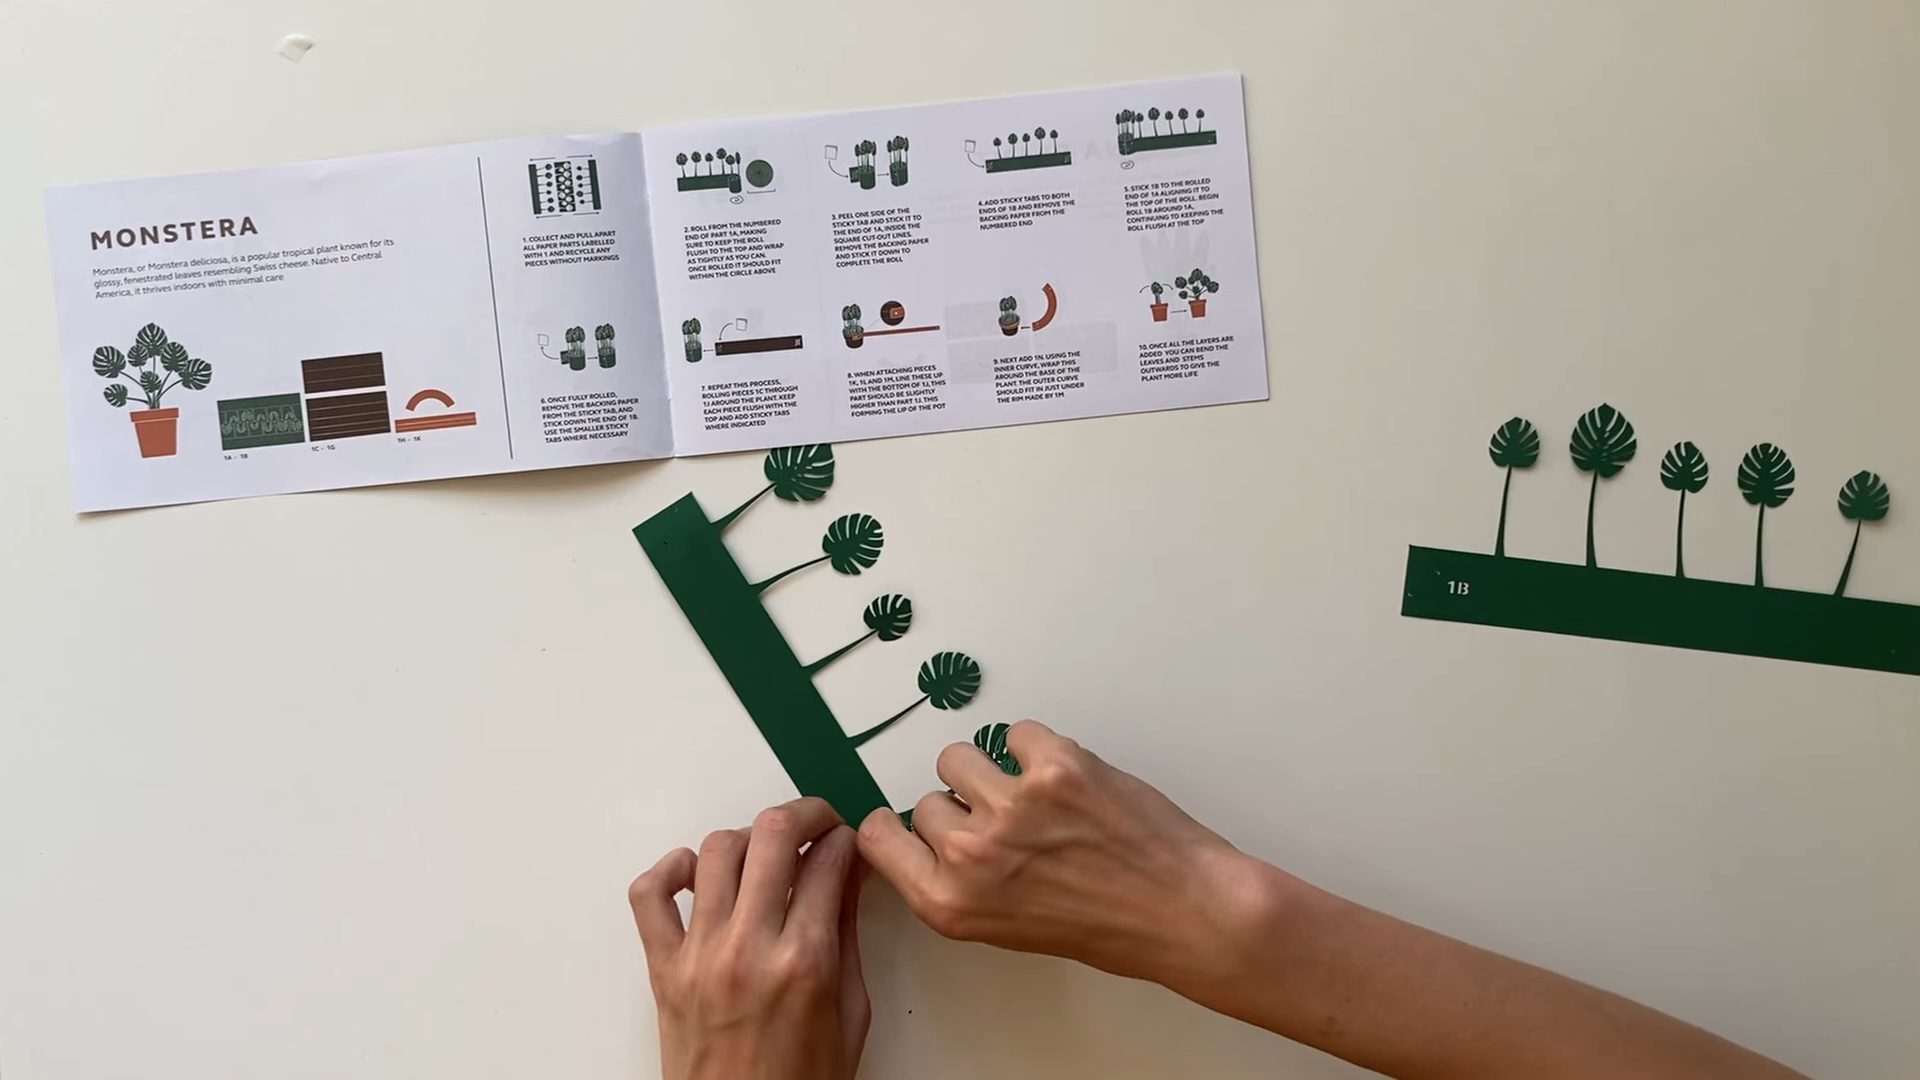 MONSTERA
Monstera, or Monstera deliciosa, is a popular tropical plant known for its
glossy, fenestrated leaves resembling Swiss cheese. Native to Central
America, it thrives indoors with minimal care
1A - 1B
1C - 1G
1H - 1K
1. COLLECT AND PULL APART
ALL PAPER PARTS LABELLED
WITH 1 AND RECYCLE ANY
PIECES WITHOUT MARKINGS
2. ROLL FROM THE NUMBERED
END OF PART 1A, MAKING
SURE TO KEEP THE ROLL
FLUSH TO THE TOP AND WRAP
AS TIGHTLY AS YOU CAN.
ONCE ROLLED IT SHOULD FIT
WITHIN THE CIRCLE ABOVE
3. PEEL ONE SIDE OF THE
STICKY TAB AND STICK IT TO
THE END OF 1A, INSIDE THE
SQUARE CUT-OUT LINES.
REMOVE THE BACKING PAPER
AND STICK IT DOWN TO
COMPLETE THE ROLL
4. ADD STICKY TABS TO BOTH
ENDS OF 1B AND REMOVE THE
BACKING PAPER FROM THE
NUMBERED END
5. STICK 1B TO THE ROLLED
END OF 1A ALIGNING IT TO
THE TOP OF THE ROLL. BEGIN
ROLL 1B AROUND 1A,
CONTINUING TO KEEPING THE
ROLL FLUSH AT THE TOP
6. ONCE FULLY ROLLED,
REMOVE THE BACKING PAPER
FROM THE STICKY TAB, AND
STICK DOWN THE END OF 1B.
USE THE SMALLER STICKY
TABS WHERE NECESSARY
7. REPEAT THIS PROCESS,
ROLLING PIECES 1C THROUGH
1J AROUND THE PLANT. KEEP
EACH PIECE FLUSH WITH THE
TOP AND ADD STICKY TABS
WHERE INDICATED
8. WHEN ATTACHING PIECES
1K, 1L AND 1M, LINE THESE UP
WITH THE BOTTOM OF 1J, THIS
PART SHOULD BE SLIGHTLY
HIGHER THAN PART 1J. THIS
FORMING THE LIP OF THE POT
9. NEXT ADD 1N. USING THE
INNER CURVE, WRAP THIS
AROUND THE BASE OF THE
PLANT. THE OUTER CURVE
SHOULD FIT IN JUST UNDER
THE RIM MADE BY 1M
10. ONCE ALL THE LAYERS ARE
ADDED YOU CAN BEND THE
LEAVES AND STEMS
OUTWARDS TO GIVE THE
PLANT MORE LIFE
1B